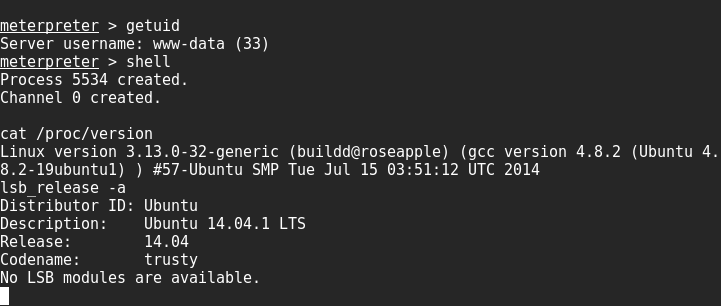 meterpreter > getuid
Server username: www-data (33)
meterpreter > shell
Process 5534 created.
Channel 0 created.
cat /proc/version
Linux version 3.13.0-32-generic (buildd@roseapple) (gcc version 4.8.2 (Ubuntu 4.
8.2-19ubuntu1) ) #57-Ubuntu SMP Tue Jul 15 03:51:12 UTC 2014
lsb_release -a
Distributor ID: Ubuntu
Description:    Ubuntu 14.04.1 LTS
Release:        14.04
Codename:       trusty
No LSB modules are available.